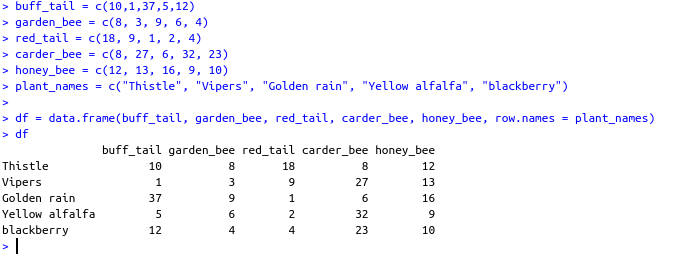 > buff_tail = c(10,1,37,5,12)
> garden_bee = c(8, 3, 9, 6, 4)
> red_tail = c(18, 9, 1, 2, 4)
> carder_bee = c(8, 27, 6, 32, 23)
> honey_bee = c(12, 13, 16, 9, 10)
> plant_names = c("Thistle", "Vipers", "Golden rain", "Yellow alfalfa", "blackberry")
>
> df = data.frame(buff_tail, garden_bee, red_tail, carder_bee, honey_bee, row.names = plant_names)
> df
               buff_tail garden_bee red_tail carder_bee honey_bee
Thistle               10          8       18          8        12
Vipers                 1          3        9         27        13
Golden rain           37          9        1          6        16
Yellow alfalfa         5          6        2         32         9
blackberry            12          4        4         23        10
>